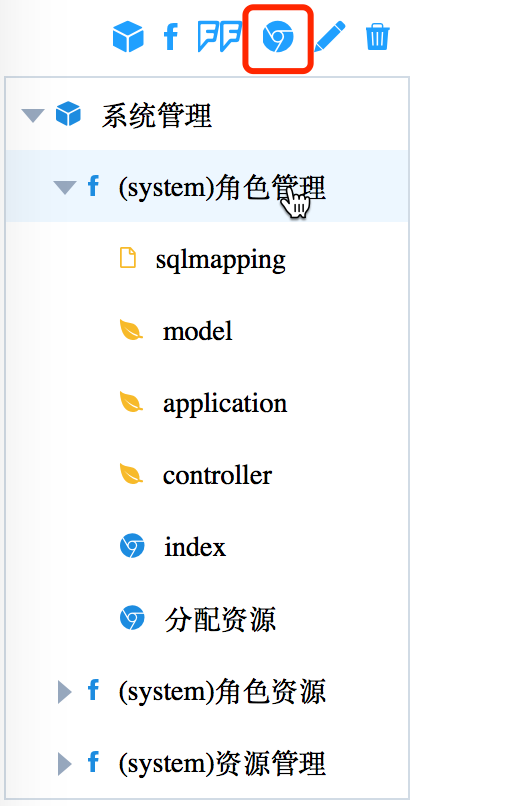 系统管理
(system)角色管理
sqlmapping
model
application
controller
index
分配资源
(system)角色资源
(system)资源管理